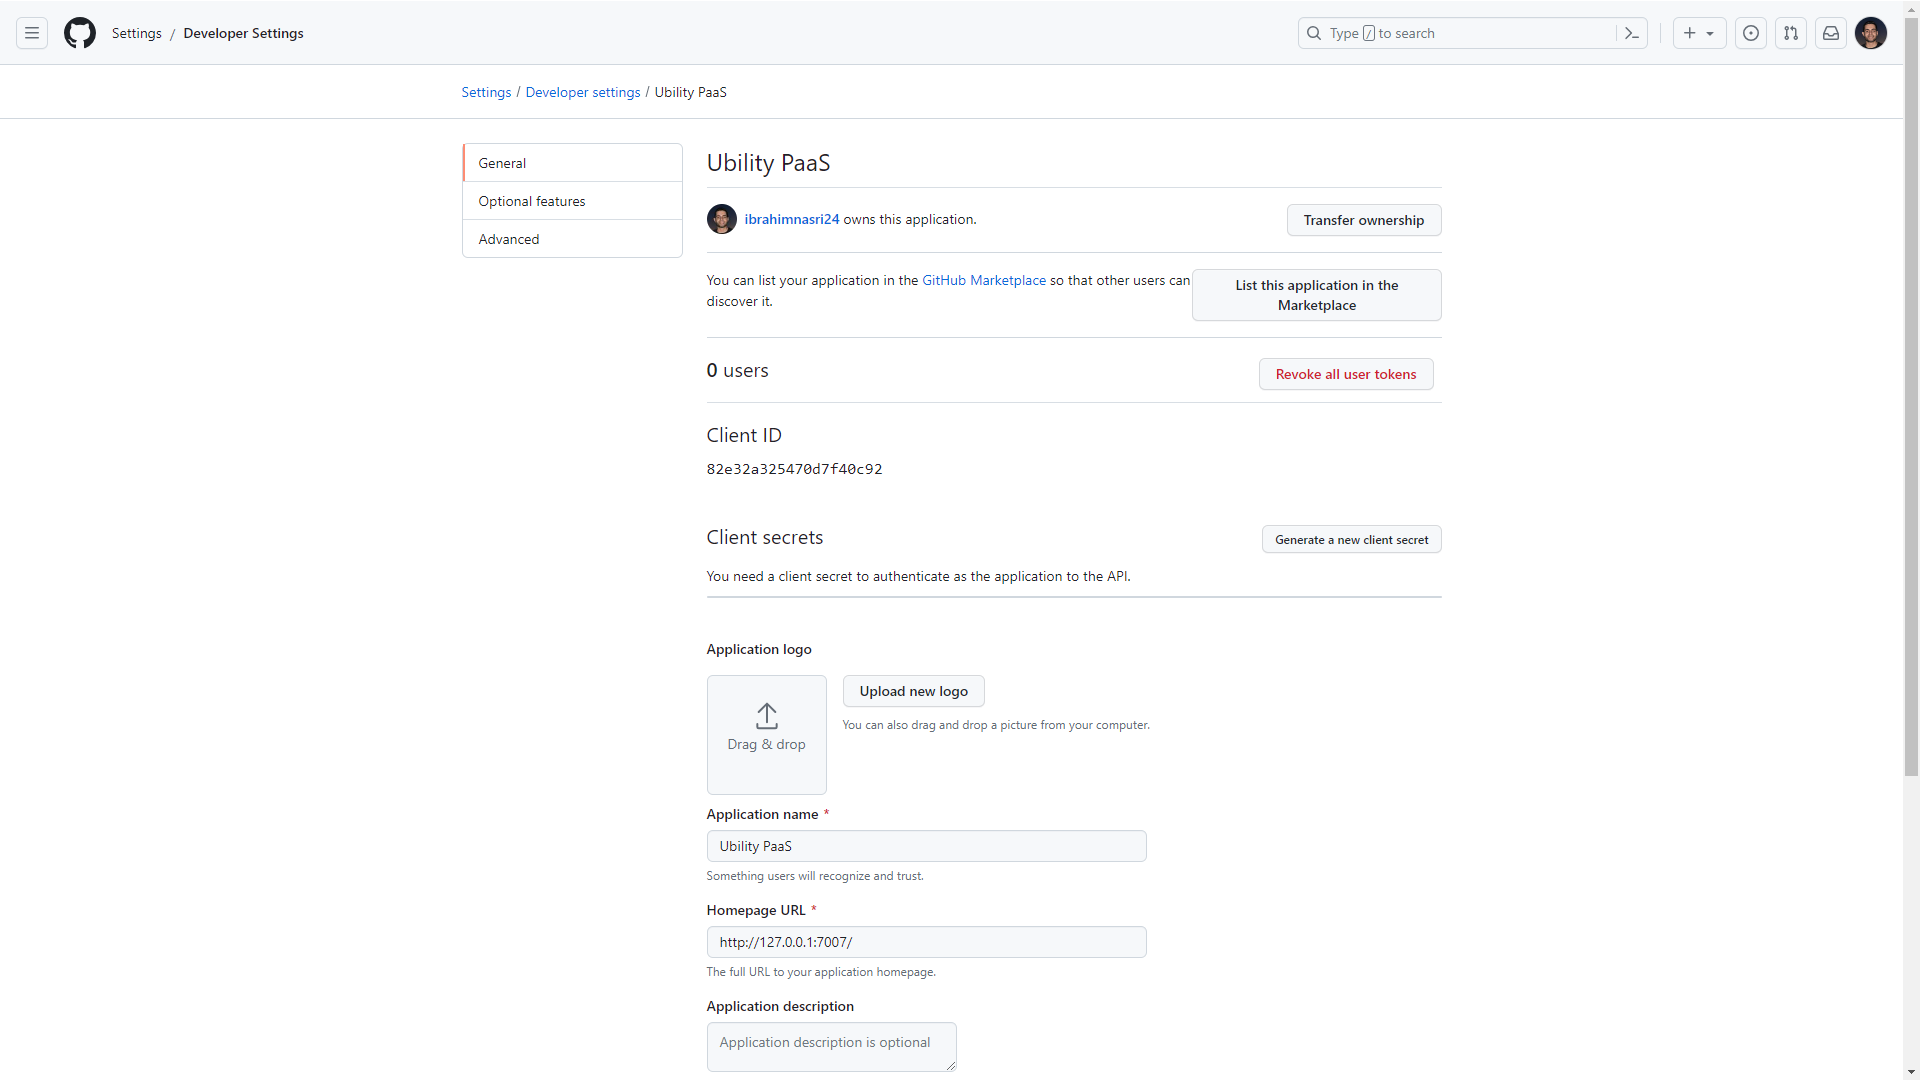 Settings / Developer Settings
Type / to search
Settings / Developer settings / Ubility PaaS
General
Optional features
Advanced
Ubility PaaS
ibrahimnasri24 owns this application.
Transfer ownership
You can list your application in the GitHub Marketplace so that other users can
discover it.
List this application in the
Marketplace
0 users
Revoke all user tokens
Client ID
82e32a325470d7f40c92
Client secrets
Generate a new client secret
You need a client secret to authenticate as the application to the API.
Application logo
Drag & drop
Upload new logo
You can also drag and drop a picture from your computer.
Application name *
Ubility PaaS
Something users will recognize and trust.
Homepage URL *
http://127.0.0.1:7007/
The full URL to your application homepage.
Application description
Application description is optional